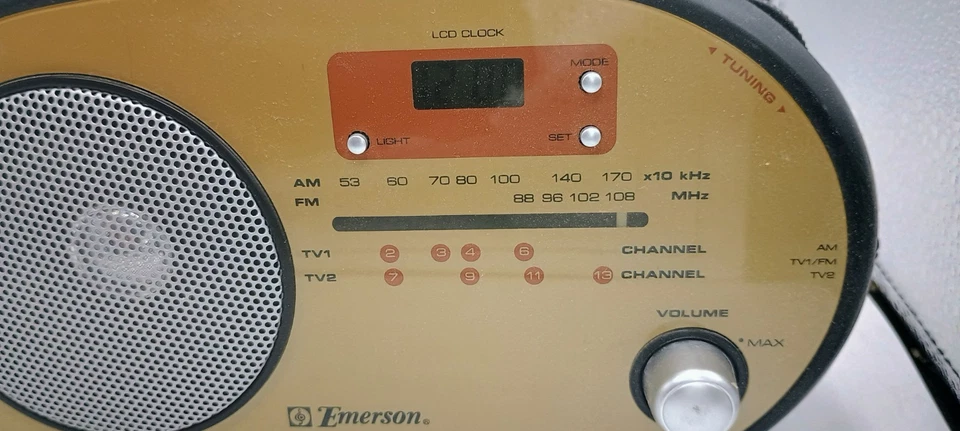 LCD CLOCK
MODE
TUNING
LIGHT
SET
AM 53 60 70 80 100 140 170 x10 kHz
FM 88 96 102 108 MHz
TV1 2 3 4 6 CHANNEL
TV2 7 9 11 13 CHANNEL
AM
TV1/FM
TV2
VOLUME
MAX
Emerson®